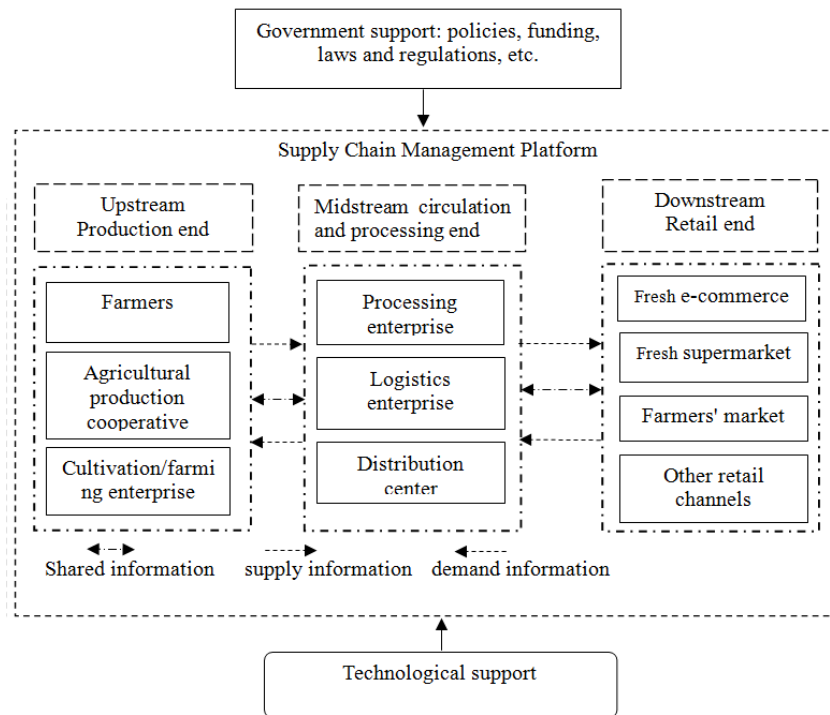 Government support: policies, funding,
laws and regulations, etc.
Supply Chain Management Platform
Upstream
Production end
Midstream circulation
and processing end
Downstream
Retail end
Farmers
Agricultural
production
cooperative
Cultivation/farmi
ng enterprise
Processing
enterprise
Logistics
enterprise
Distribution
center
Fresh e-commerce
Fresh supermarket
Farmers' market
Other retail
channels
Shared information
supply information
demand information
Technological support